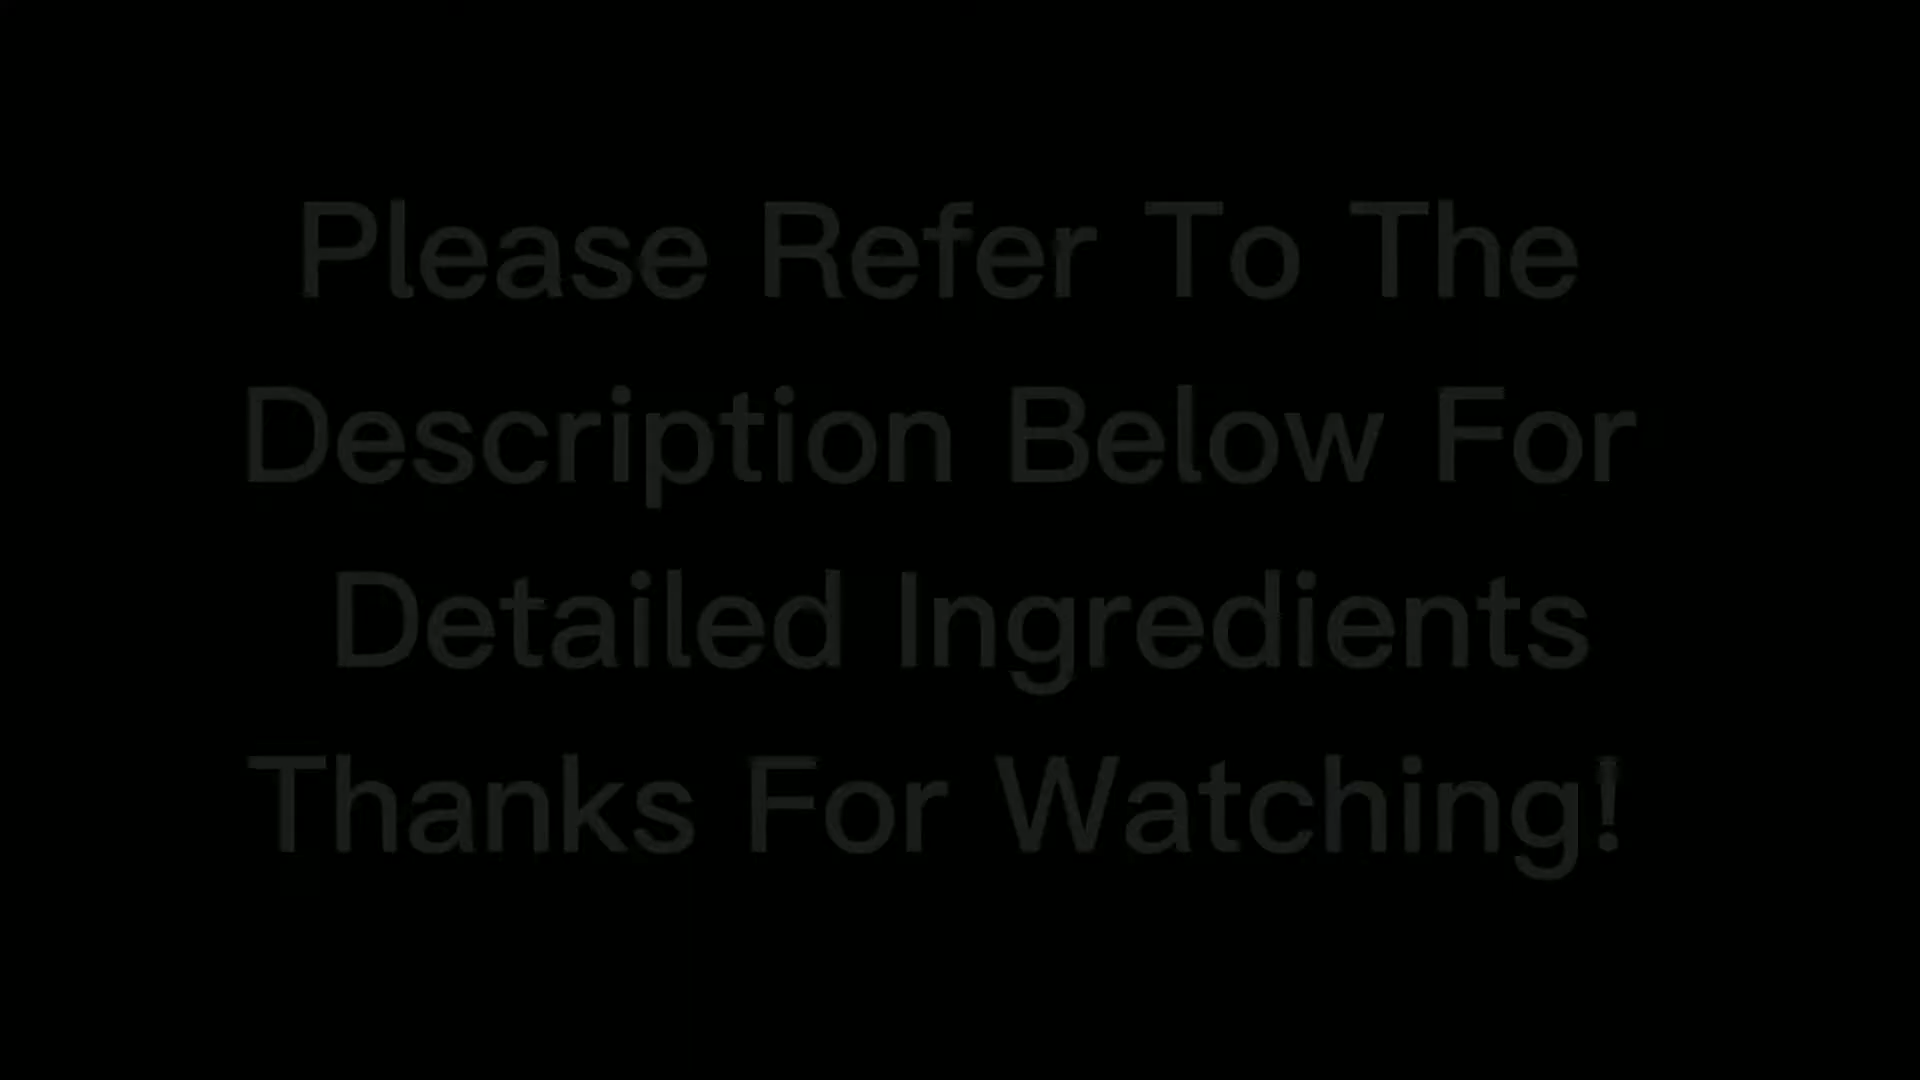 Please Refer To The
Description Below For
Detailed Ingredients
Thanks For Watching!